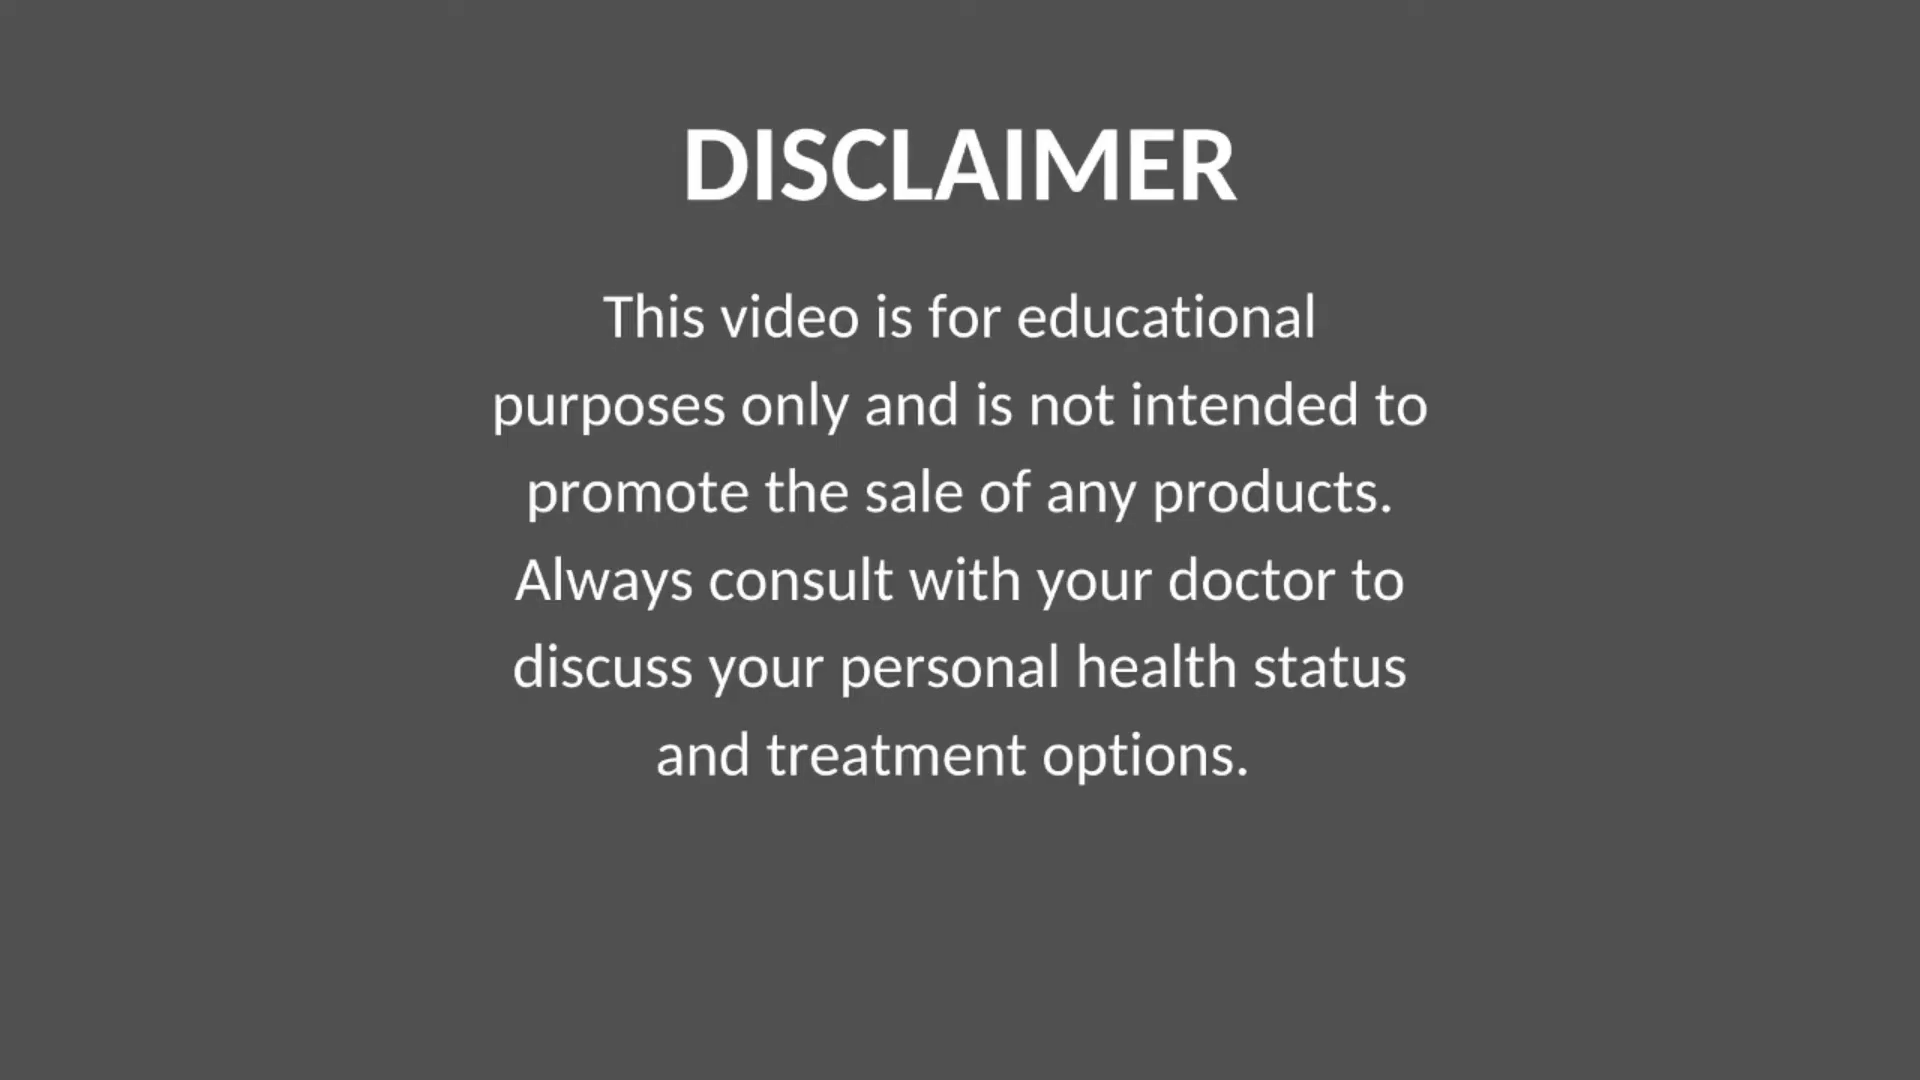 DISCLAIMER
This video is for educational
purposes only and is not intended to
promote the sale of any products.
Always consult with your doctor to
discuss your personal health status
and treatment options.